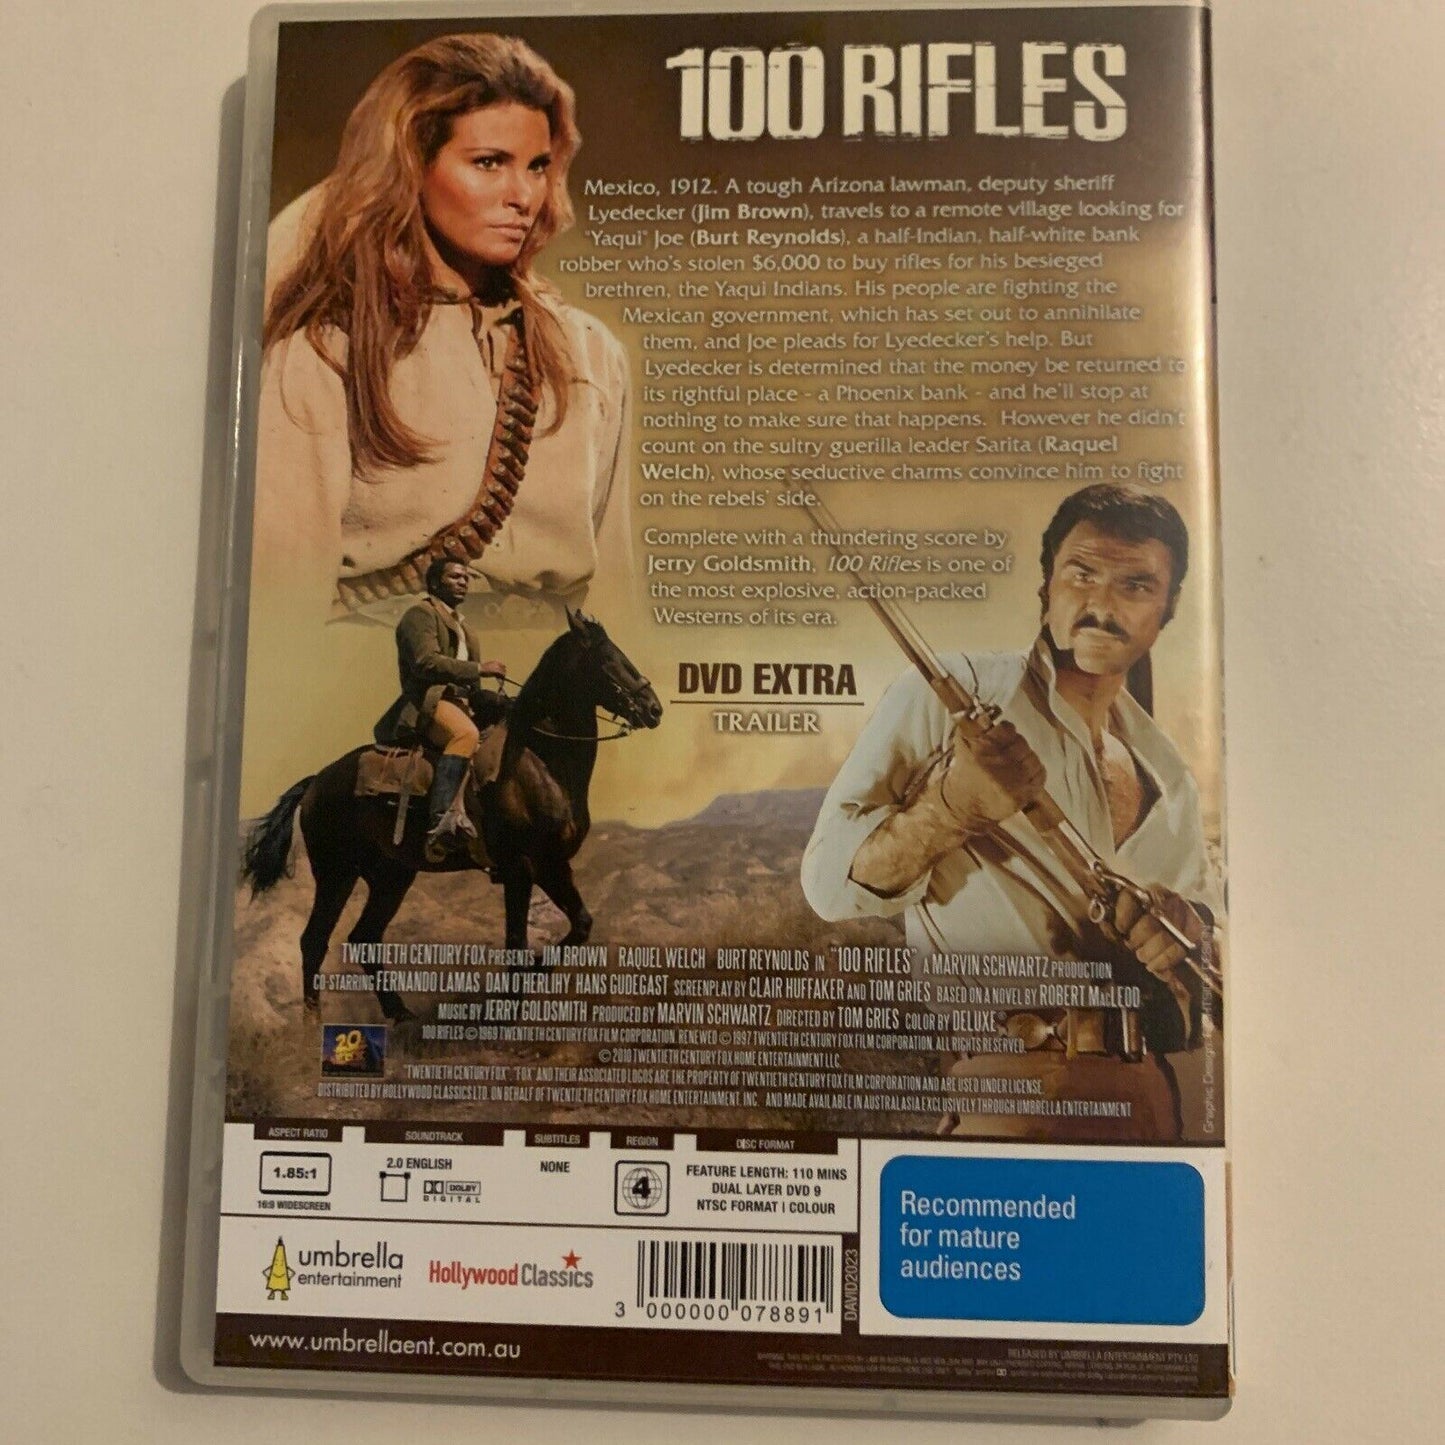 100 RIFLES
Mexico, 1912. A tough Arizona lawman, deputy sheriff
Lyedecker (Jim Brown), travels to a remote village looking for
"Yaqui" Joe (Burt Reynolds), a half-Indian, half-white bank
robber who's stolen $6,000 to buy rifles for his besieged
brethren, the Yaqui Indians. His people are fighting the
Mexican government, which has set out to annihilate
them, and Joe pleads for Lyedecker's help. But
Lyedecker is determined that the money be returned to
its rightful place - a Phoenix bank - and he'll stop at
nothing to make sure that happens. However he didn't
count on the sultry guerilla leader Sarita (Raquel
Welch), whose seductive charms convince him to fight
on the rebels' side.
Complete with a thundering score by
Jerry Goldsmith, 100 Rifles is one of
the most explosive, action-packed
Westerns of its era.
DVD EXTRA
TRAILER
TWENTIETH CENTURY FOX PRESENTS JIM BROWN RAQUEL WELCH BURT REYNOLDS IN "100 RIFLES" A MARVIN SCHWARTZ PRODUCTION
CO-STARRING FERNANDO LAMAS DAN O'HERLIHY HANS GUDEGAST SCREENPLAY BY CLAIR HUFFAKER AND TOM GRIES BASED ON A NOVEL BY ROBERT MacLEOD
MUSIC BY JERRY GOLDSMITH PRODUCED BY MARVIN SCHWARTZ DIRECTED BY TOM GRIES COLOR BY DELUXE®
100 RIFLES © 1969 TWENTIETH CENTURY FOX FILM CORPORATION. RENEWED © 1997 TWENTIETH CENTURY FOX FILM CORPORATION. ALL RIGHTS RESERVED.
© 2010 TWENTIETH CENTURY FOX HOME ENTERTAINMENT LLC.
"TWENTIETH CENTURY FOX" "FOX" AND THEIR ASSOCIATED LOGOS ARE THE PROPERTY OF TWENTIETH CENTURY FOX FILM CORPORATION AND ARE USED UNDER LICENSE.
DISTRIBUTED BY HOLLYWOOD CLASSICS LTD. ON BEHALF OF TWENTIETH CENTURY FOX HOME ENTERTAINMENT, INC. AND MADE AVAILABLE IN AUSTRALASIA EXCLUSIVELY THROUGH UMBRELLA ENTERTAINMENT
20
FOX
Graphic Design:
ASPECT RATIO
1.85:1
16:9 WIDESCREEN
SOUNDTRACK
2.0 ENGLISH
DOLBY
DIGITAL
SUBTITLES
NONE
REGION
4
DISC FORMAT
FEATURE LENGTH: 110 MINS
DUAL LAYER DVD 9
NTSC FORMAT | COLOUR
Recommended
for mature
audiences
umbrella
entertainment
Hollywood Classics
3 000000 078891
DAVID2023
www.umbrellaent.com.au
RELEASED BY UMBRELLA ENTERTAINMENT PTY LTD